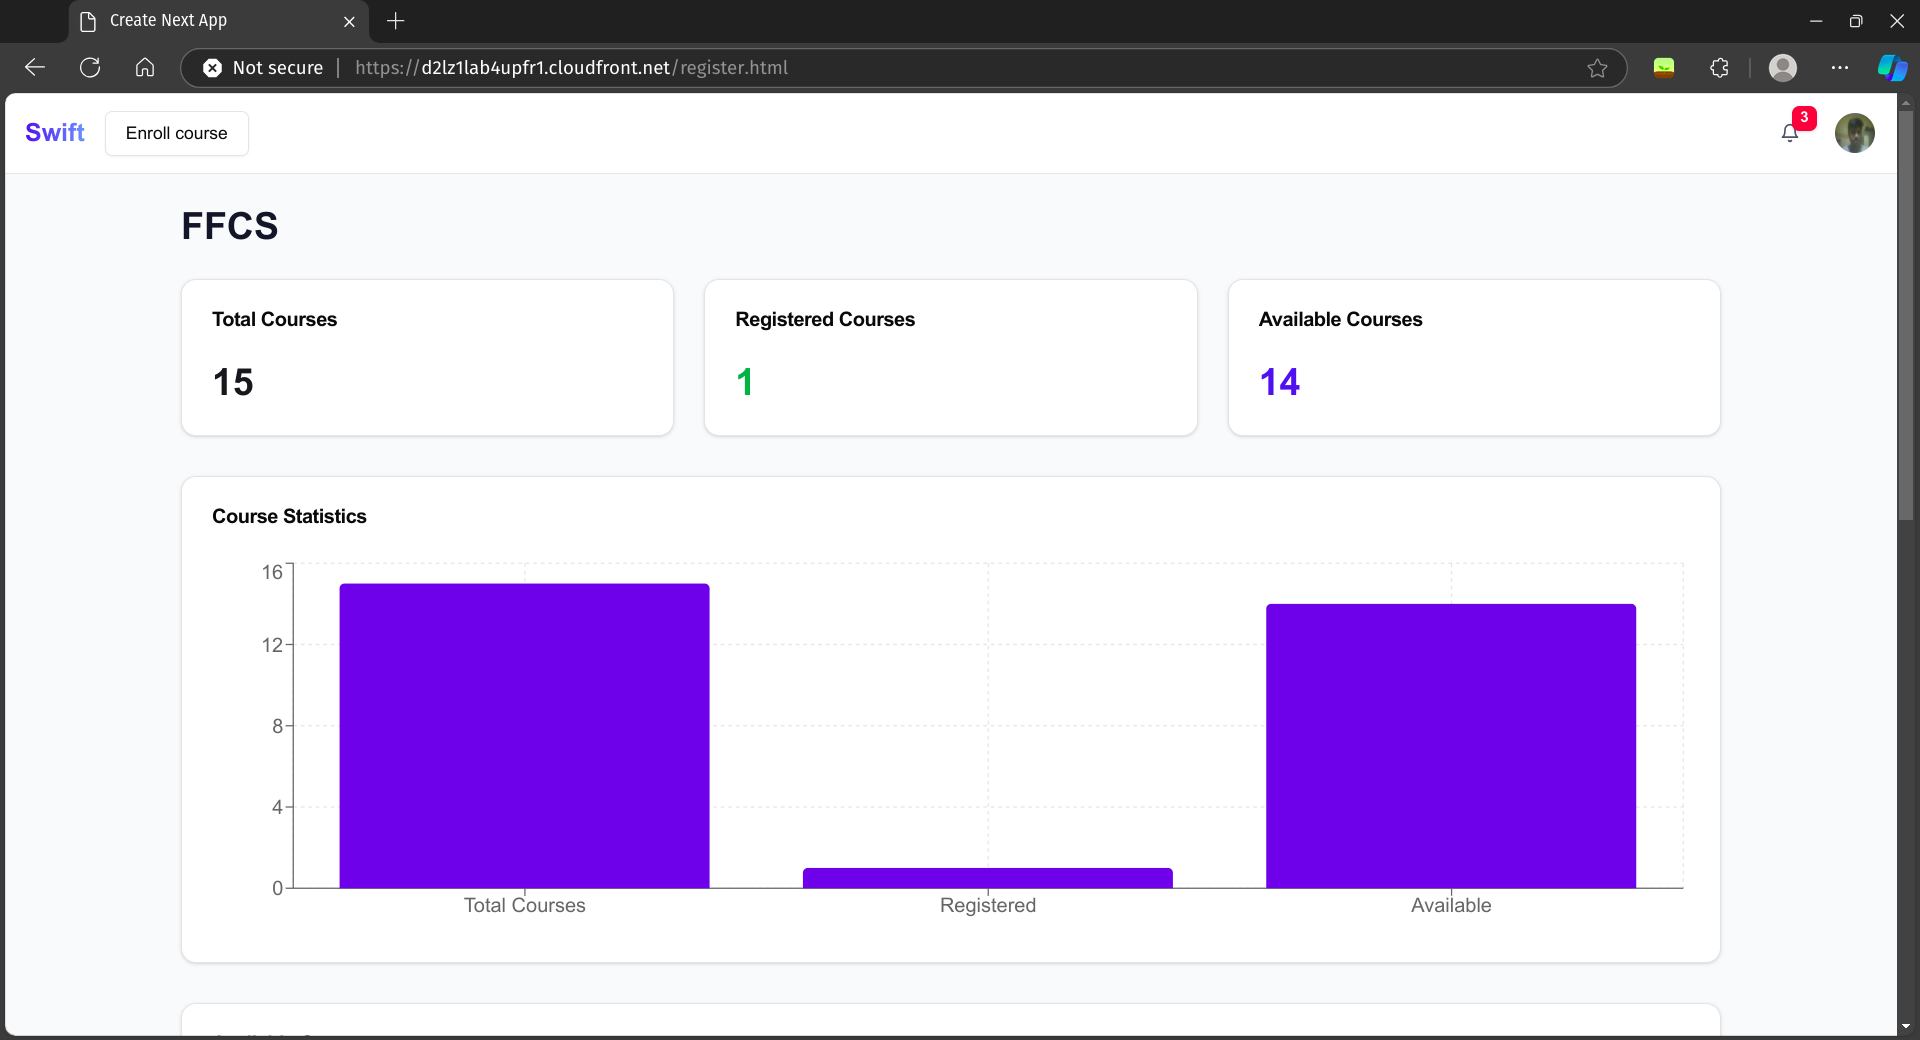 Create Next App
Not secure | https://d2lz1lab4upfr1.cloudfront.net/register.html
Swift
Enroll course
3
FFCS
Total Courses
15
Registered Courses
1
Available Courses
14
Course Statistics
16
12
8
4
0
Total Courses
Registered
Available